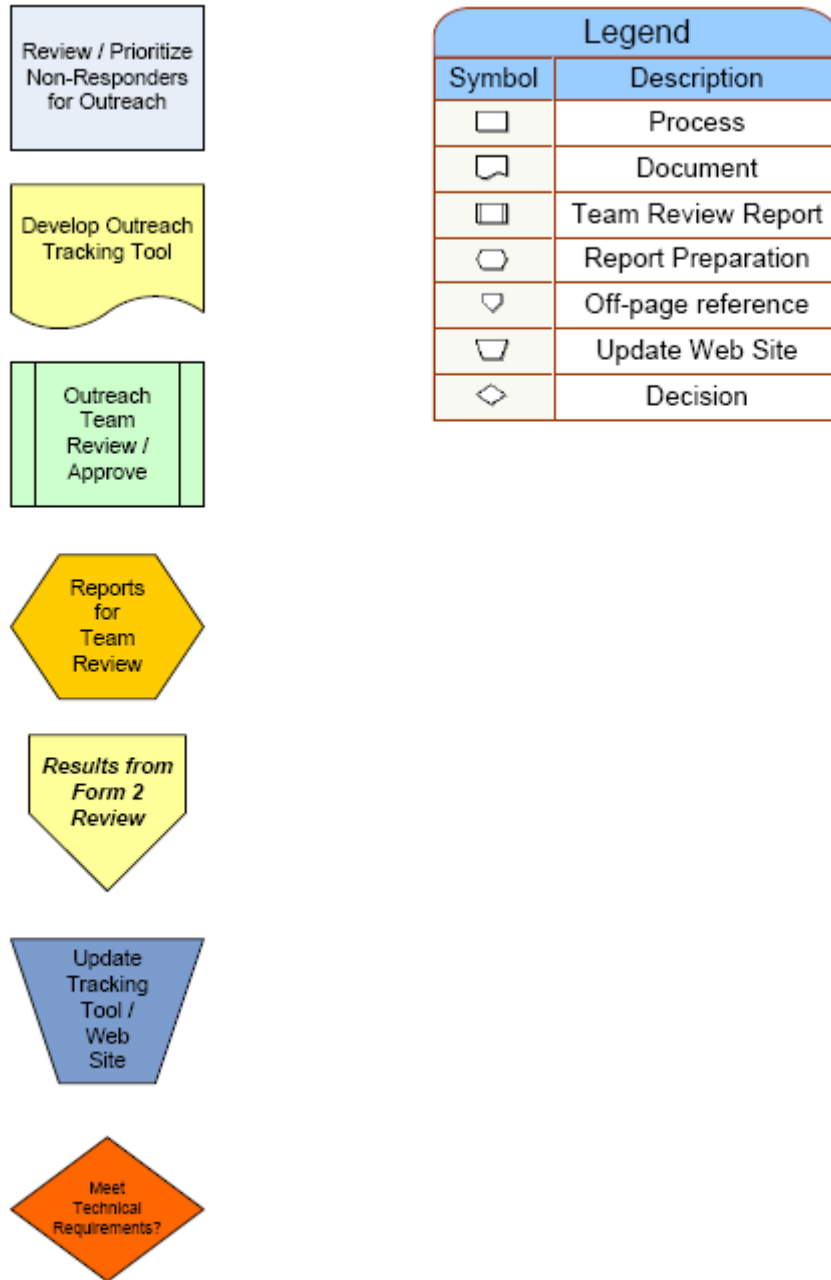 Review / Prioritize
Non-Responders
for Outreach
Develop Outreach
Tracking Tool
Outreach
Team
Review /
Approve
Reports
for
Team
Review
Results from
Form 2
Review
Update
Tracking
Tool /
Web
Site
Meet
Technical
Requirements?
Legend
Symbol Description
Process
Document
Team Review Report
Report Preparation
Off-page reference
Update Web Site
Decision